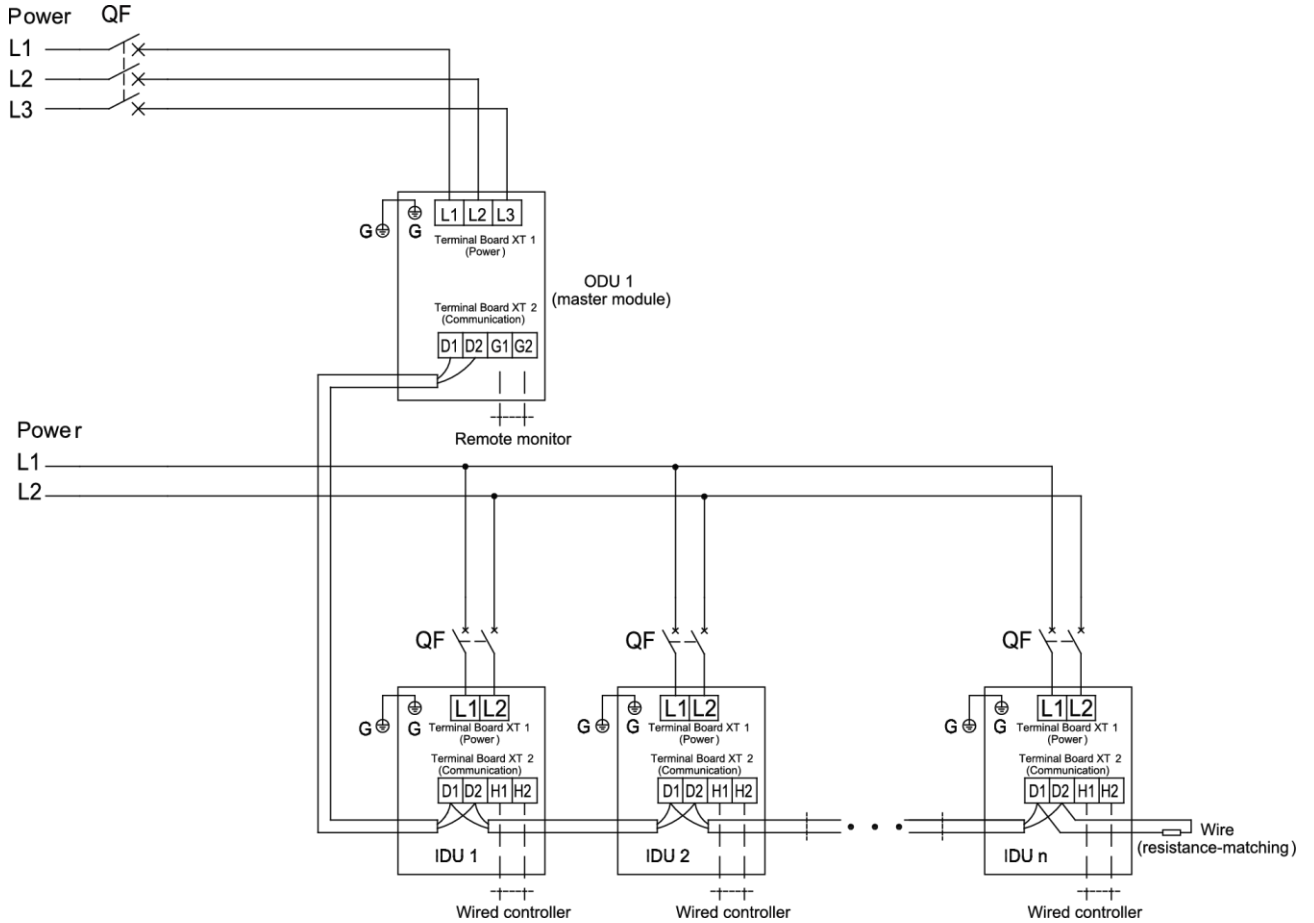 Power QF
L1
L2
L3
G G L1 L2 L3
Terminal Board XT 1
(Power)
ODU 1
(master module)
Terminal Board XT 2
(Communication)
D1 D2 G1 G2
Remote monitor
Power
L1
L2
QF QF QF
G G L1 L2 G G L1 L2 G G L1 L2
Terminal Board XT 1 Terminal Board XT 1 Terminal Board XT 1
(Power) (Power) (Power)
Terminal Board XT 2 Terminal Board XT 2 Terminal Board XT 2
(Communication) (Communication) (Communication)
D1 D2 H1 H2 D1 D2 H1 H2 D1 D2 H1 H2
Wire
(resistance-matching)
IDU 1 IDU 2 IDU n
Wired controller Wired controller Wired controller